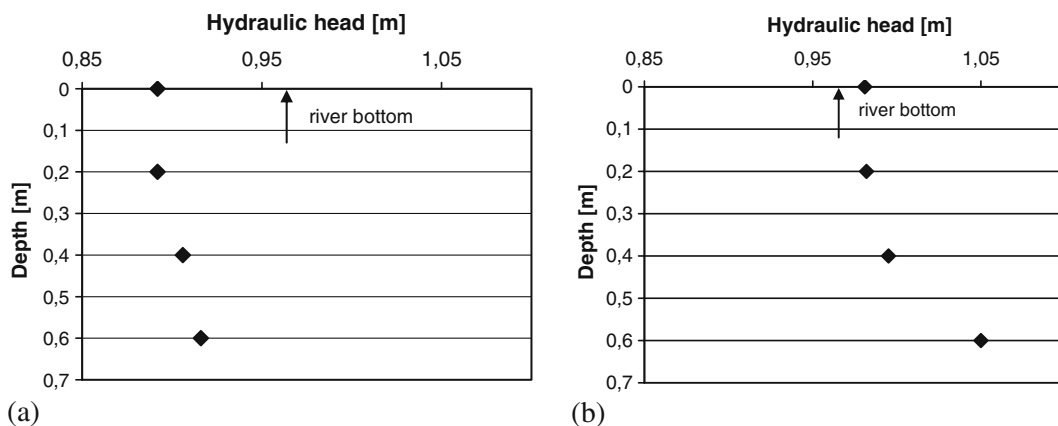 Hydraulic head [m]
0,85 0,95 1,05
0
0,1
0,2
0,3
0,4
0,5
0,6
0,7
Depth [m]
river bottom
(a)
Hydraulic head [m]
0,85 0,95 1,05
0
0,1
0,2
0,3
0,4
0,5
0,6
0,7
Depth [m]
river bottom
(b)